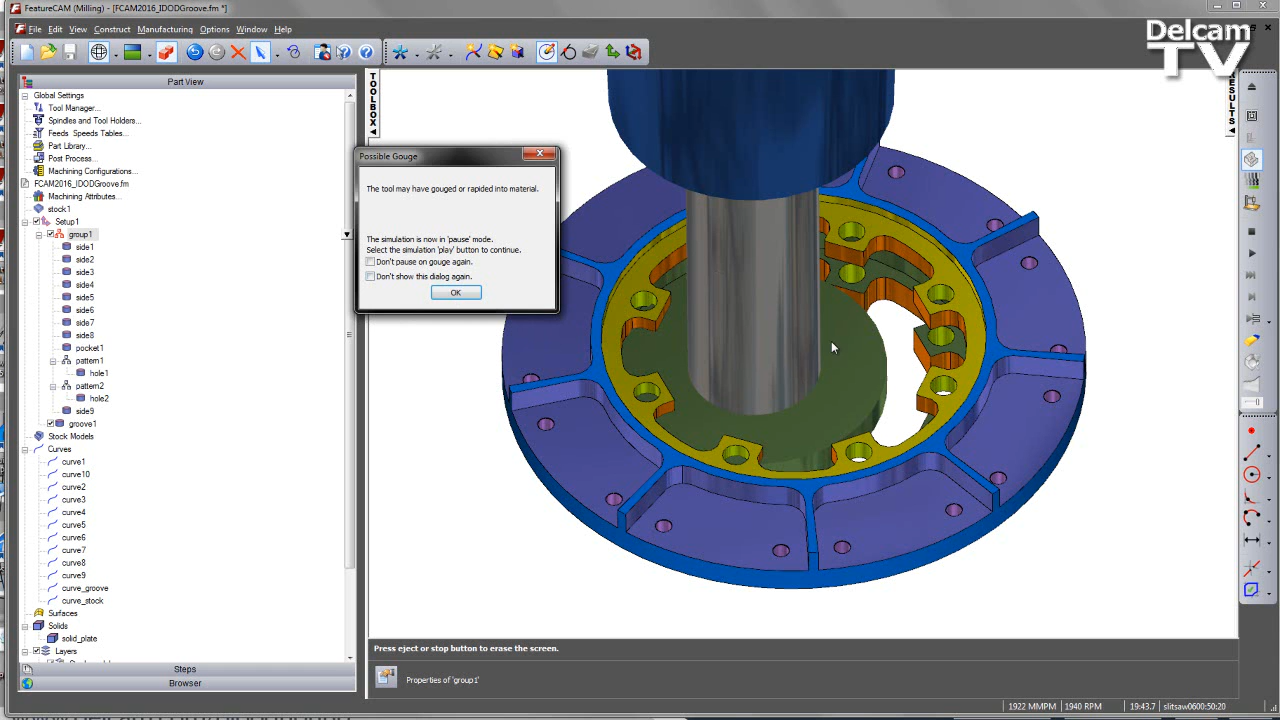 FeatureCAM (Milling) - [FCAM2016_IDODGroove.fm *]
Delcam
TV
File Edit View Construct Manufacturing Options Window Help
Part View
TOOLBOX
RESULTS
Global Settings
Tool Manager...
Spindles and Tool Holders...
Feeds Speeds Tables...
Part Library...
Post Process...
Machining Configurations...
FCAM2016_IDODGroove.fm
Machining Attributes...
stock1
Setup1
group1
side1
side2
side3
side4
side5
side6
side7
side8
pocket1
pattern1
hole1
pattern2
hole2
side9
groove1
Stock Models
Curves
curve1
curve10
curve2
curve3
curve4
curve5
curve6
curve7
curve8
curve9
curve_groove
curve_stock
Surfaces
Solids
solid_plate
Layers
Steps
Browser
Possible Gouge
The tool may have gouged or rapided into material.
The simulation is now in 'pause' mode.
Select the simulation 'play' button to continue.
Don't pause on gouge again.
Don't show this dialog again.
OK
Press eject or stop button to erase the screen.
Properties of 'group1'
1922 MMPM 1940 RPM 19:43.7 slitsaw0600:50:20